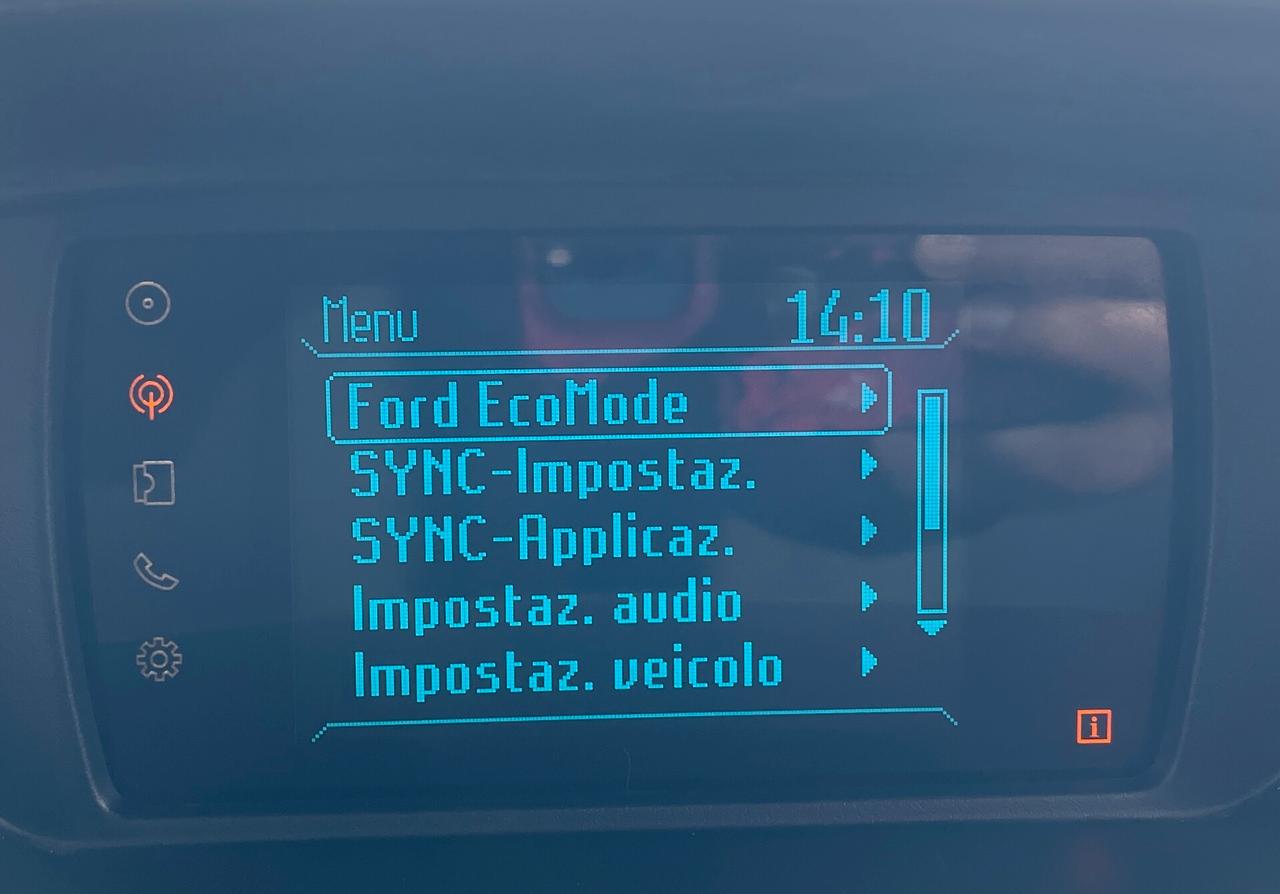 Menu 14:10
Ford EcoMode
SYNC-Impostaz.
SYNC-Applicaz.
Impostaz. audio
Impostaz. veicolo
i